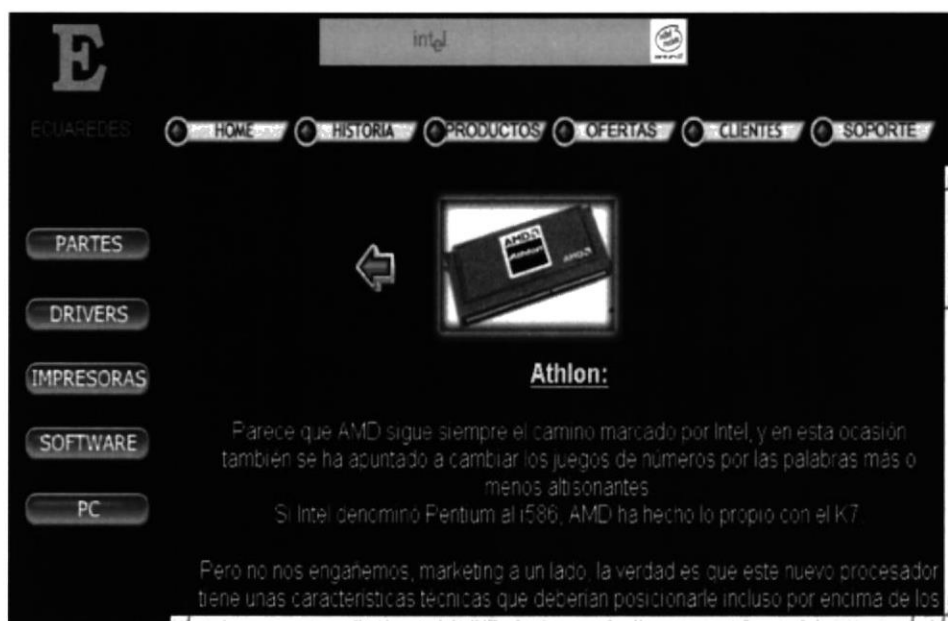 E
intel
ECUAREDES
HOME HISTORIA PRODUCTOS OFERTAS CLIENTES SOPORTE
PARTES
DRIVERS
IMPRESORAS
SOFTWARE
PC
AMD
Athlon
AMD
Athlon:
Parece que AMD sigue siempre el camino marcado por Intel, y en esta ocasión
también se ha apuntado a cambiar los juegos de números por las palabras más o
menos altisonantes
Si Intel denominó Pentium al i586, AMD ha hecho lo propio con el K7.
Pero no nos engañemos, marketing a un lado, la verdad es que este nuevo procesador
tiene unas características técnicas que deberían posicionarle incluso por encima de los